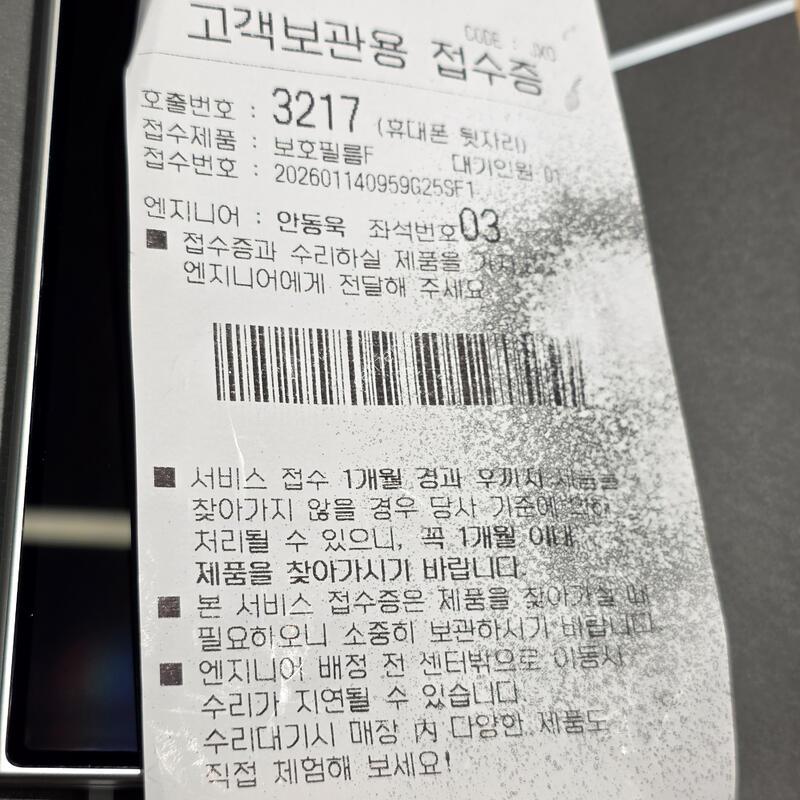 CODE : JXO
고객보관용 접수증
호출번호 : 3217 (휴대폰 뒷자리)
접수제품 : 보호필름F 대기인원 01
접수번호 : 202601140959G25SF1
엔지니어 : 안동욱 좌석번호03
■ 접수증과 수리하실 제품을
엔지니어에게 전달해 주세요
■ 서비스 접수 1개월 경과 후까지 제품을
찾아가지 않을 경우 당사 기준에 의해
처리될 수 있으니, 꼭 1개월 이내
제품을 찾아가시기 바랍니다.
■ 본 서비스 접수증은 제품을 찾아가실 때
필요하오니 소중히 보관하시기 바랍니다
■ 엔지니어 배정 전 센터밖으로 이동시
수리가 지연될 수 있습니다
수리대기시 매장 內 다양한 제품도
직접 체험해 보세요!